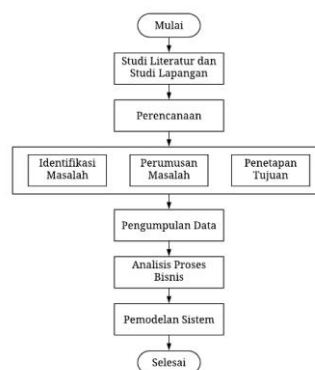 Mulai
Studi Literatur dan
Studi Lapangan
Perencanaan
Identifikasi
Masalah
Perumusan
Masalah
Penetapan
Tujuan
Pengumpulan Data
Analisis Proses
Bisnis
Pemodelan Sistem
Selesai